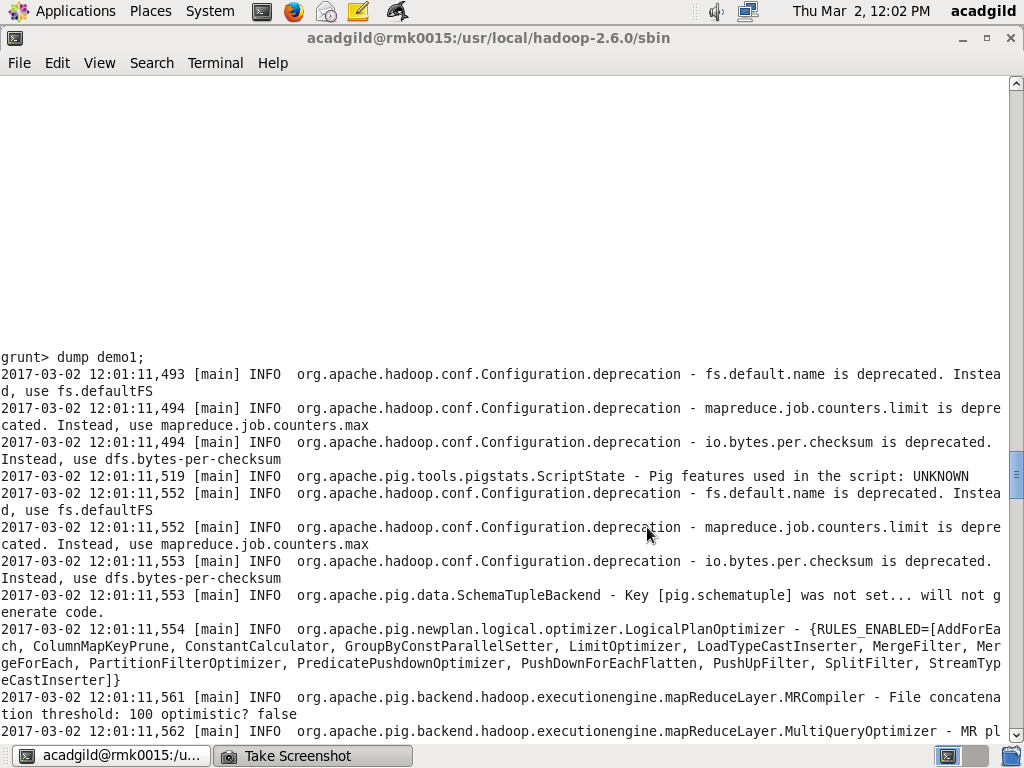 Applications Places System Thu Mar 2, 12:02 PM acadgild
acadgild@rmk0015:/usr/local/hadoop-2.6.0/sbin
File Edit View Search Terminal Help
grunt> dump demo1;
2017-03-02 12:01:11,493 [main] INFO  org.apache.hadoop.conf.Configuration.deprecation - fs.default.name is deprecated. Instea
d, use fs.defaultFS
2017-03-02 12:01:11,494 [main] INFO  org.apache.hadoop.conf.Configuration.deprecation - mapreduce.job.counters.limit is depre
cated. Instead, use mapreduce.job.counters.max
2017-03-02 12:01:11,494 [main] INFO  org.apache.hadoop.conf.Configuration.deprecation - io.bytes.per.checksum is deprecated.
Instead, use dfs.bytes-per-checksum
2017-03-02 12:01:11,519 [main] INFO  org.apache.pig.tools.pigstats.ScriptState - Pig features used in the script: UNKNOWN
2017-03-02 12:01:11,552 [main] INFO  org.apache.hadoop.conf.Configuration.deprecation - fs.default.name is deprecated. Instea
d, use fs.defaultFS
2017-03-02 12:01:11,552 [main] INFO  org.apache.hadoop.conf.Configuration.deprecation - mapreduce.job.counters.limit is depre
cated. Instead, use mapreduce.job.counters.max
2017-03-02 12:01:11,553 [main] INFO  org.apache.hadoop.conf.Configuration.deprecation - io.bytes.per.checksum is deprecated.
Instead, use dfs.bytes-per-checksum
2017-03-02 12:01:11,553 [main] INFO  org.apache.pig.data.SchemaTupleBackend - Key [pig.schematuple] was not set... will not g
enerate code.
2017-03-02 12:01:11,554 [main] INFO  org.apache.pig.newplan.logical.optimizer.LogicalPlanOptimizer - {RULES_ENABLED=[AddForEa
ch, ColumnMapKeyPrune, ConstantCalculator, GroupByConstParallelSetter, LimitOptimizer, LoadTypeCastInserter, MergeFilter, Mer
geForEach, PartitionFilterOptimizer, PredicatePushdownOptimizer, PushDownForEachFlatten, PushUpFilter, SplitFilter, StreamTyp
eCastInserter]}
2017-03-02 12:01:11,561 [main] INFO  org.apache.pig.backend.hadoop.executionengine.mapReduceLayer.MRCompiler - File concatena
tion threshold: 100 optimistic? false
2017-03-02 12:01:11,562 [main] INFO  org.apache.pig.backend.hadoop.executionengine.mapReduceLayer.MultiQueryOptimizer - MR pl
acadgild@rmk0015:/u... Take Screenshot